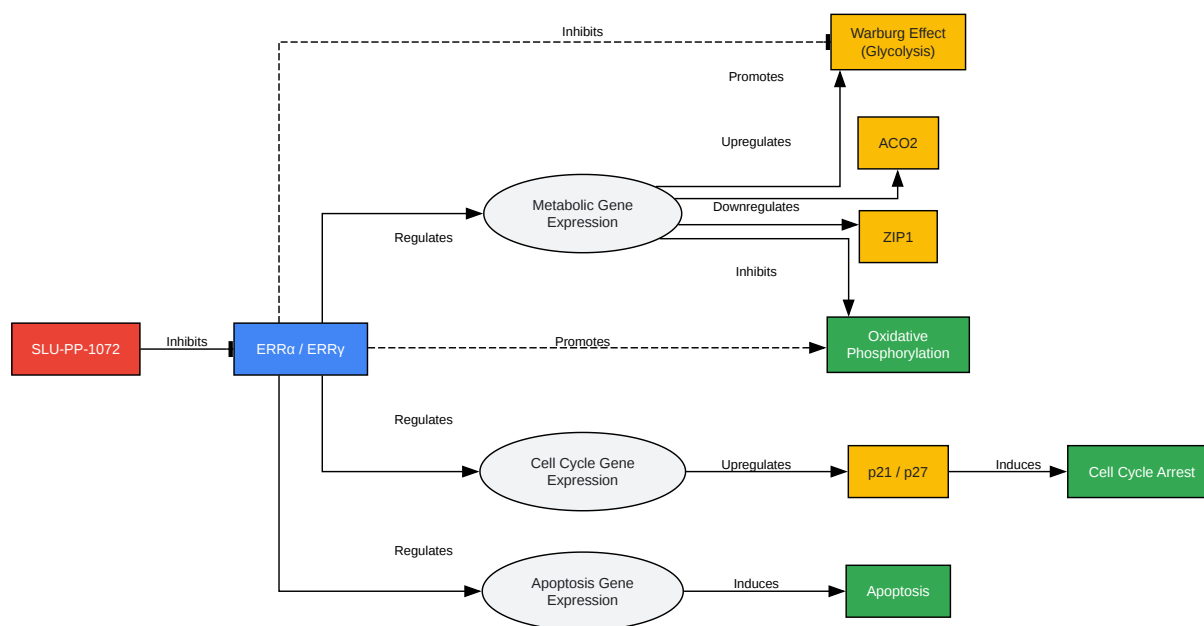 Inhibits
Warburg Effect
(Glycolysis)
Promotes
Upregulates
ACO2
Metabolic Gene
Expression
Downregulates
Regulates
ZIP1
Inhibits
SLU-PP-1072
Inhibits
ERRα / ERRγ
Promotes
Oxidative
Phosphorylation
Regulates
Cell Cycle Gene
Expression
Upregulates
p21 / p27
Induces
Cell Cycle Arrest
Regulates
Apoptosis Gene
Expression
Induces
Apoptosis